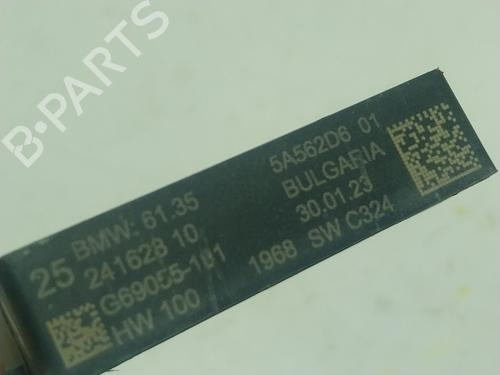 B-PARTS
25 BMW: 61.35 5A562D6 01
241628 10 BULGARIA
G69055-101 30.01.23
HW 100 1968 SW C324